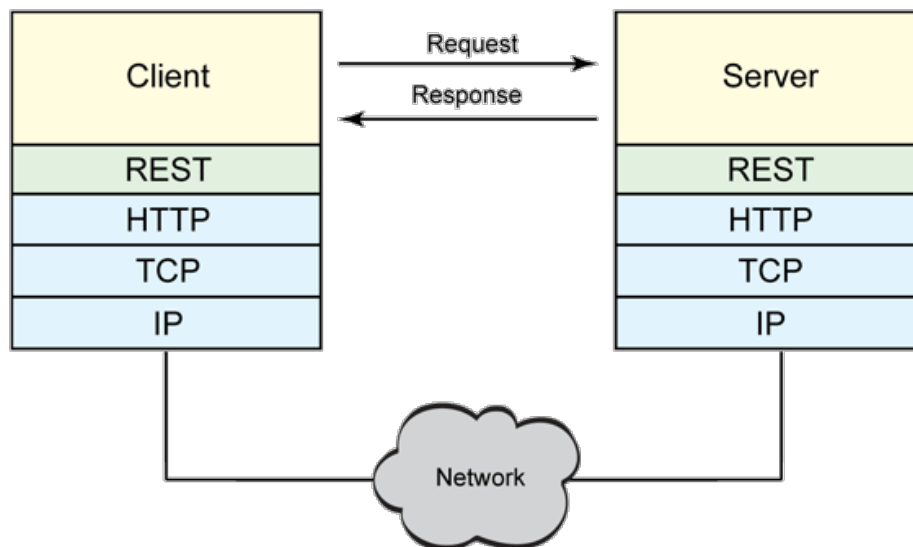 Client
REST
HTTP
TCP
IP
Request
Response
Server
REST
HTTP
TCP
IP
Network